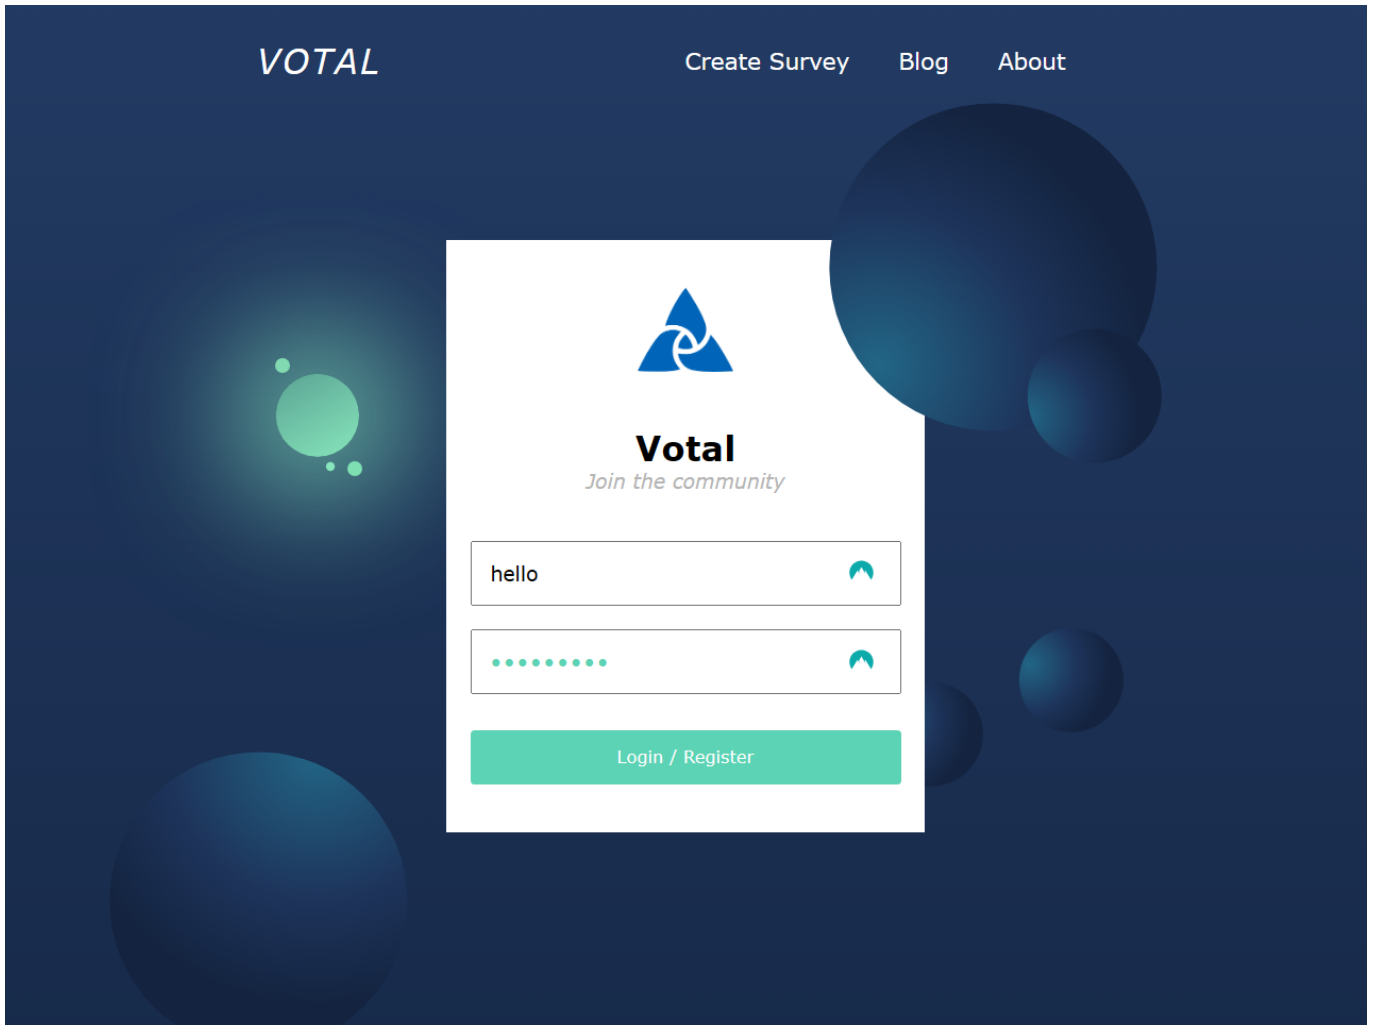 VOTAL
Create Survey Blog About
Votal
Join the community
hello
•••••••••
Login / Register